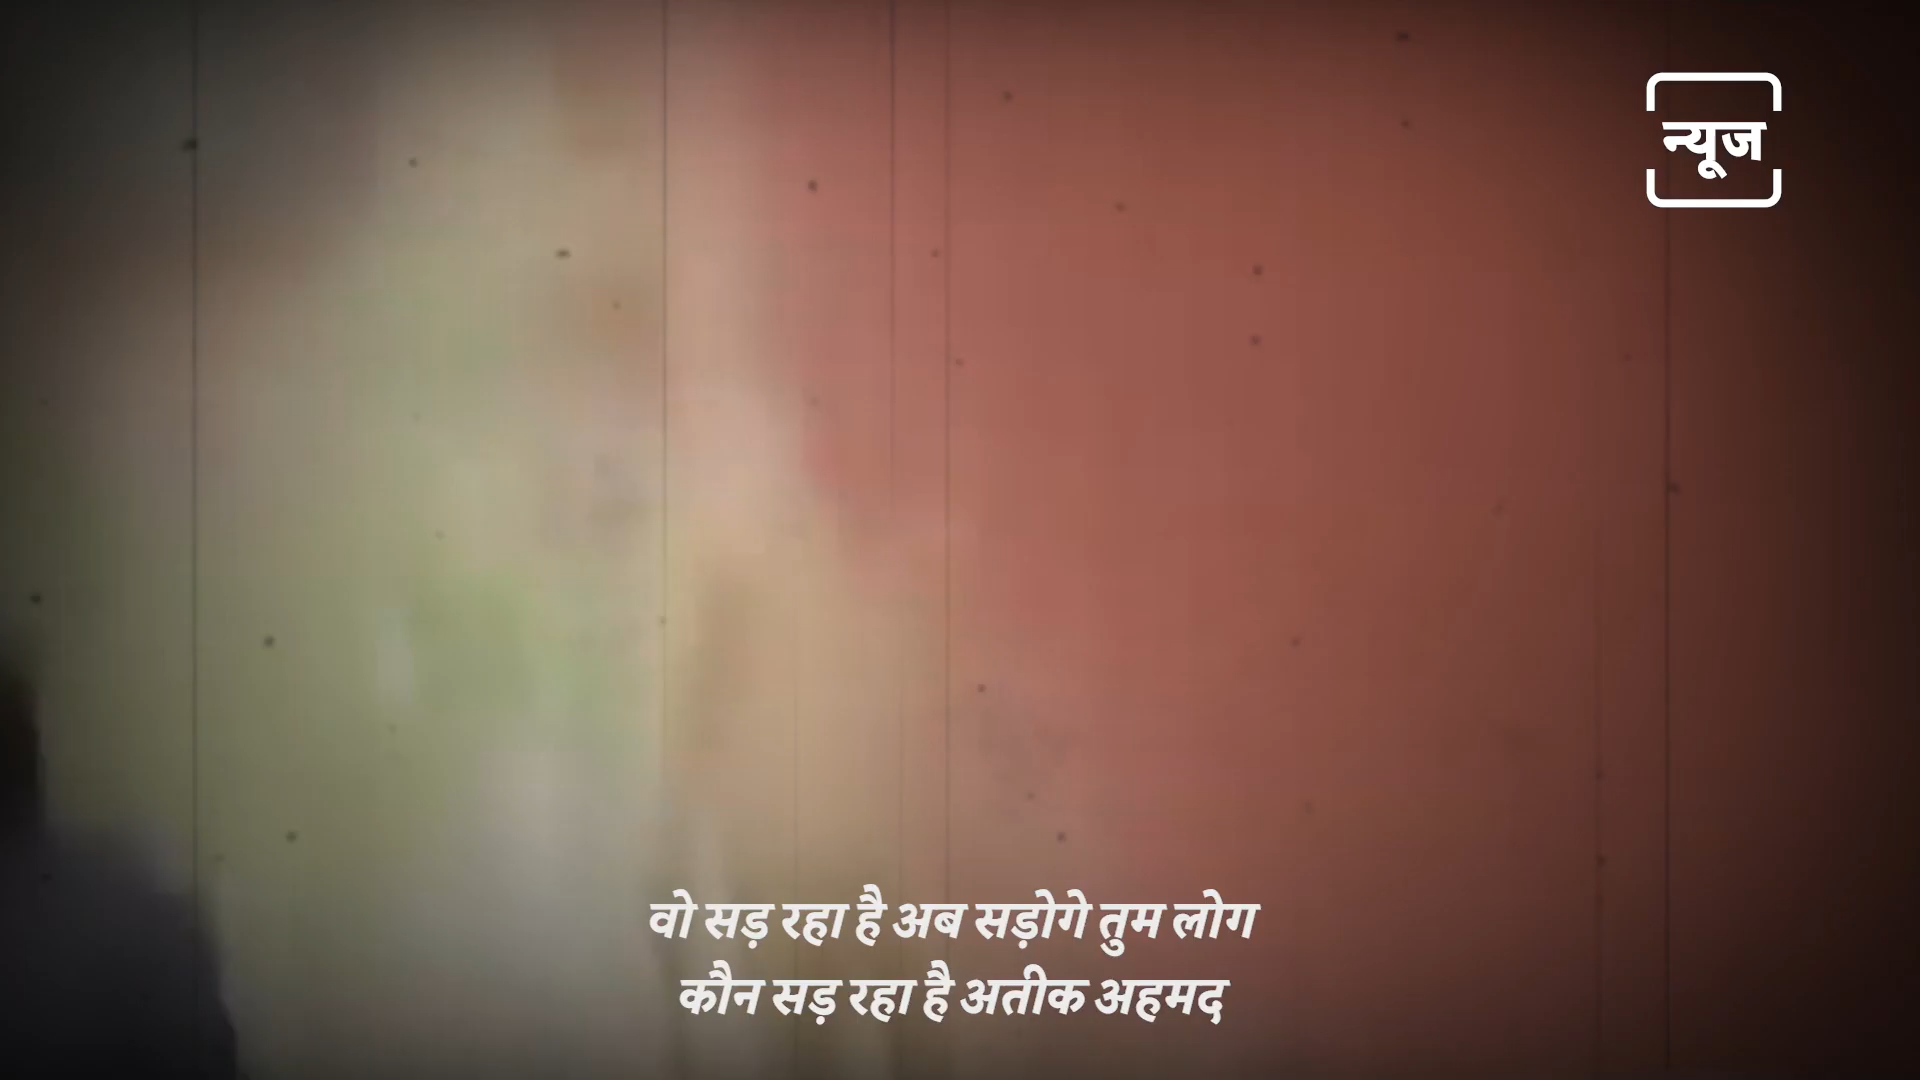 न्यूज
वो सड़ रहा है अब सड़ोगे तुम लोग
कौन सड़ रहा है अतीक अहमद